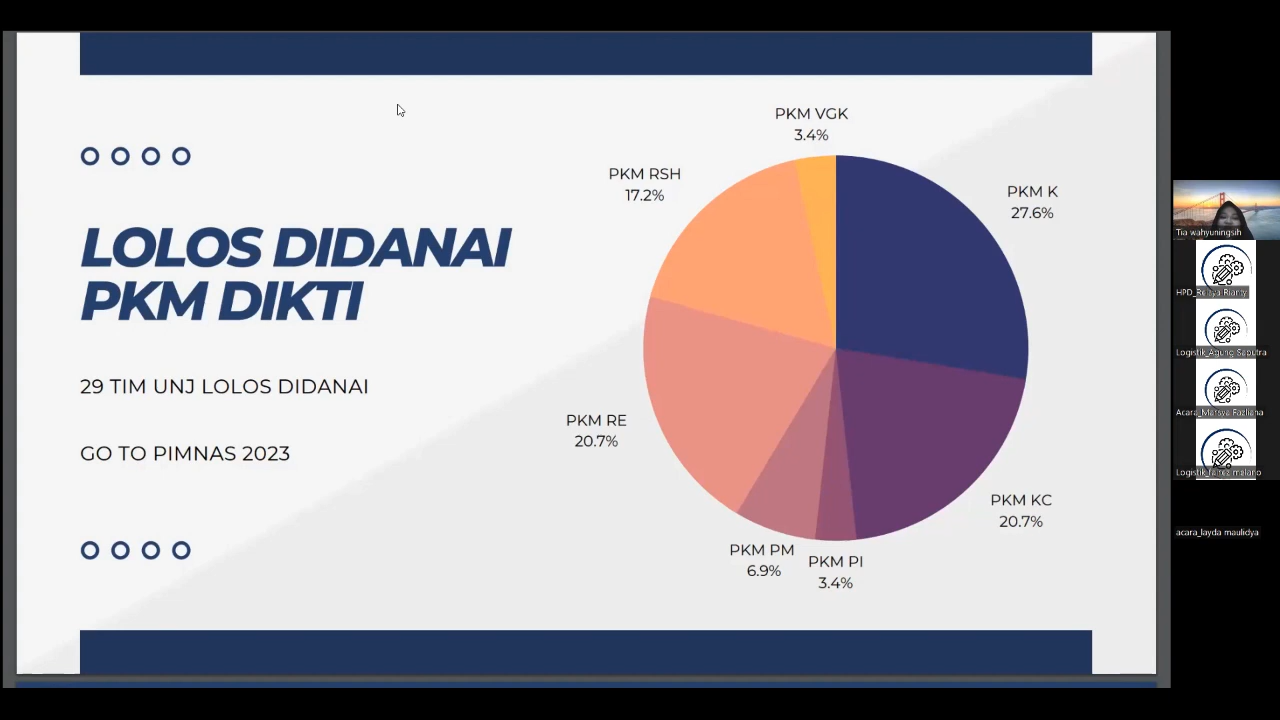 LOLOS DIDANAI
PKM DIKTI
29 TIM UNJ LOLOS DIDANAI
GO TO PIMNAS 2023
PKM VGK
3.4%
PKM RSH
17.2%
PKM K
27.6%
PKM RE
20.7%
PKM KC
20.7%
PKM PM
6.9%
PKM PI
3.4%
Tia wahyuningsih
Logistik_Agung Saputra
Acara_Marsya Fazliana
acara_layda maulidya